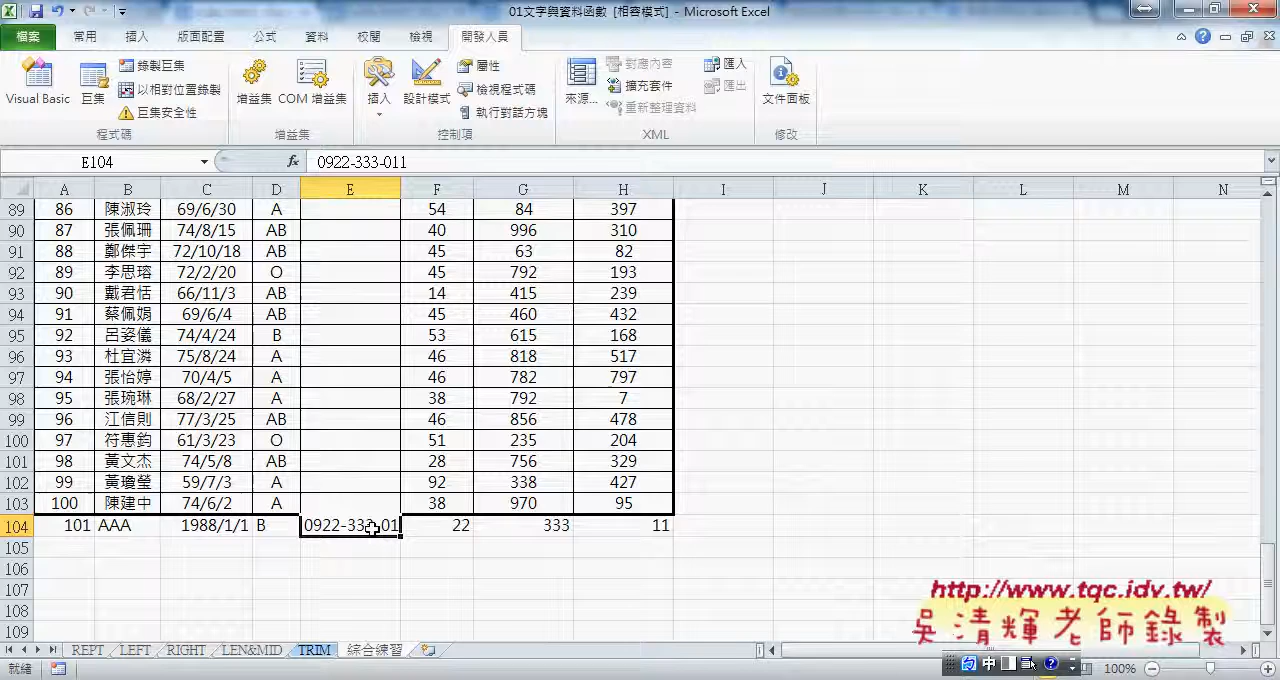 01文字與資料函數 [相容模式] - Microsoft Excel
檔案 常用 插入 版面配置 公式 資料 校閱 檢視 開發人員
Visual Basic 巨集 錄製巨集 以相對位置錄製 巨集安全性
增益集 COM 增益集
插入 設計模式 屬性 檢視程式碼 執行對話方塊
來源... 對應內容 擴充套件 重新整理資料 匯入 匯出
文件面板
程式碼 增益集 控制項 XML 修改
E104 fx 0922-333-011
A B C D E F G H I J K L M N
89 86 陳淑玲 69/6/30 A 54 84 397
90 87 張佩珊 74/8/15 AB 40 996 310
91 88 鄭傑宇 72/10/18 AB 45 63 82
92 89 李思瑢 72/2/20 O 45 792 193
93 90 戴君恬 66/11/3 AB 14 415 239
94 91 蔡佩娟 69/6/4 AB 45 460 432
95 92 呂姿儀 74/4/24 B 53 615 168
96 93 杜宜潾 75/8/24 A 46 818 517
97 94 張怡婷 70/4/5 A 46 782 797
98 95 張琬琳 68/2/27 A 38 792 7
99 96 江信則 77/3/25 AB 46 856 478
100 97 符惠鈞 61/3/23 O 51 235 204
101 98 黃文杰 74/5/8 AB 28 756 329
102 99 黃瓊瑩 59/7/3 A 92 338 427
103 100 陳建中 74/6/2 A 38 970 95
104 101 AAA 1988/1/1 B 0922-333-01 22 333 11
105
106
107
108
109
http://www.tqc.idv.tw/
吳清輝老師錄製
REPT LEFT RIGHT LEN&MID TRIM 綜合練習
就緒 中 100%